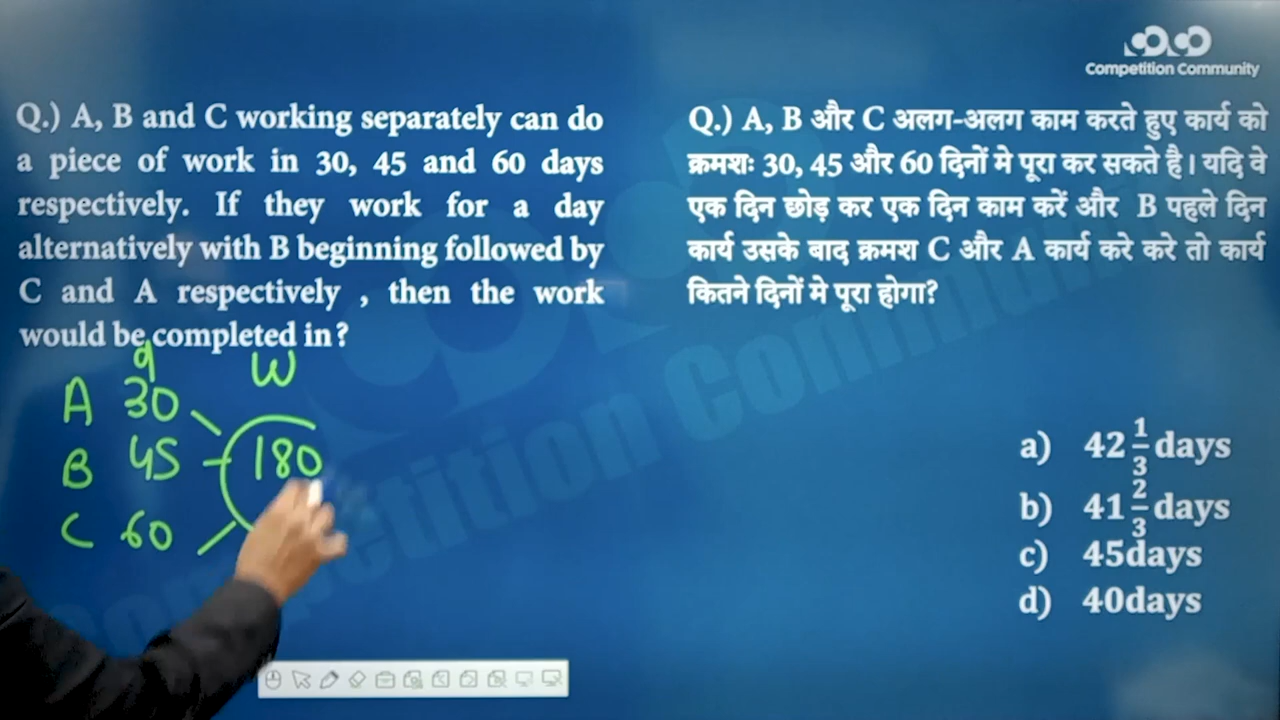 Competition Community
Q.) A, B and C working separately can do
a piece of work in 30, 45 and 60 days
respectively. If they work for a day
alternatively with B beginning followed by
C and A respectively , then the work
would be completed in?
Q.) A, B और C अलग-अलग काम करते हुए कार्य को
क्रमशः 30, 45 और 60 दिनों मे पूरा कर सकते है। यदि वे
एक दिन छोड़ कर एक दिन काम करें और B पहले दिन
कार्य उसके बाद क्रमश C और A कार्य करे करे तो कार्य
कितने दिनों मे पूरा होगा?
W
A 30
B 45
C 60
180
a) 42 1/3 days
b) 41 2/3 days
c) 45days
d) 40days
Competition Community